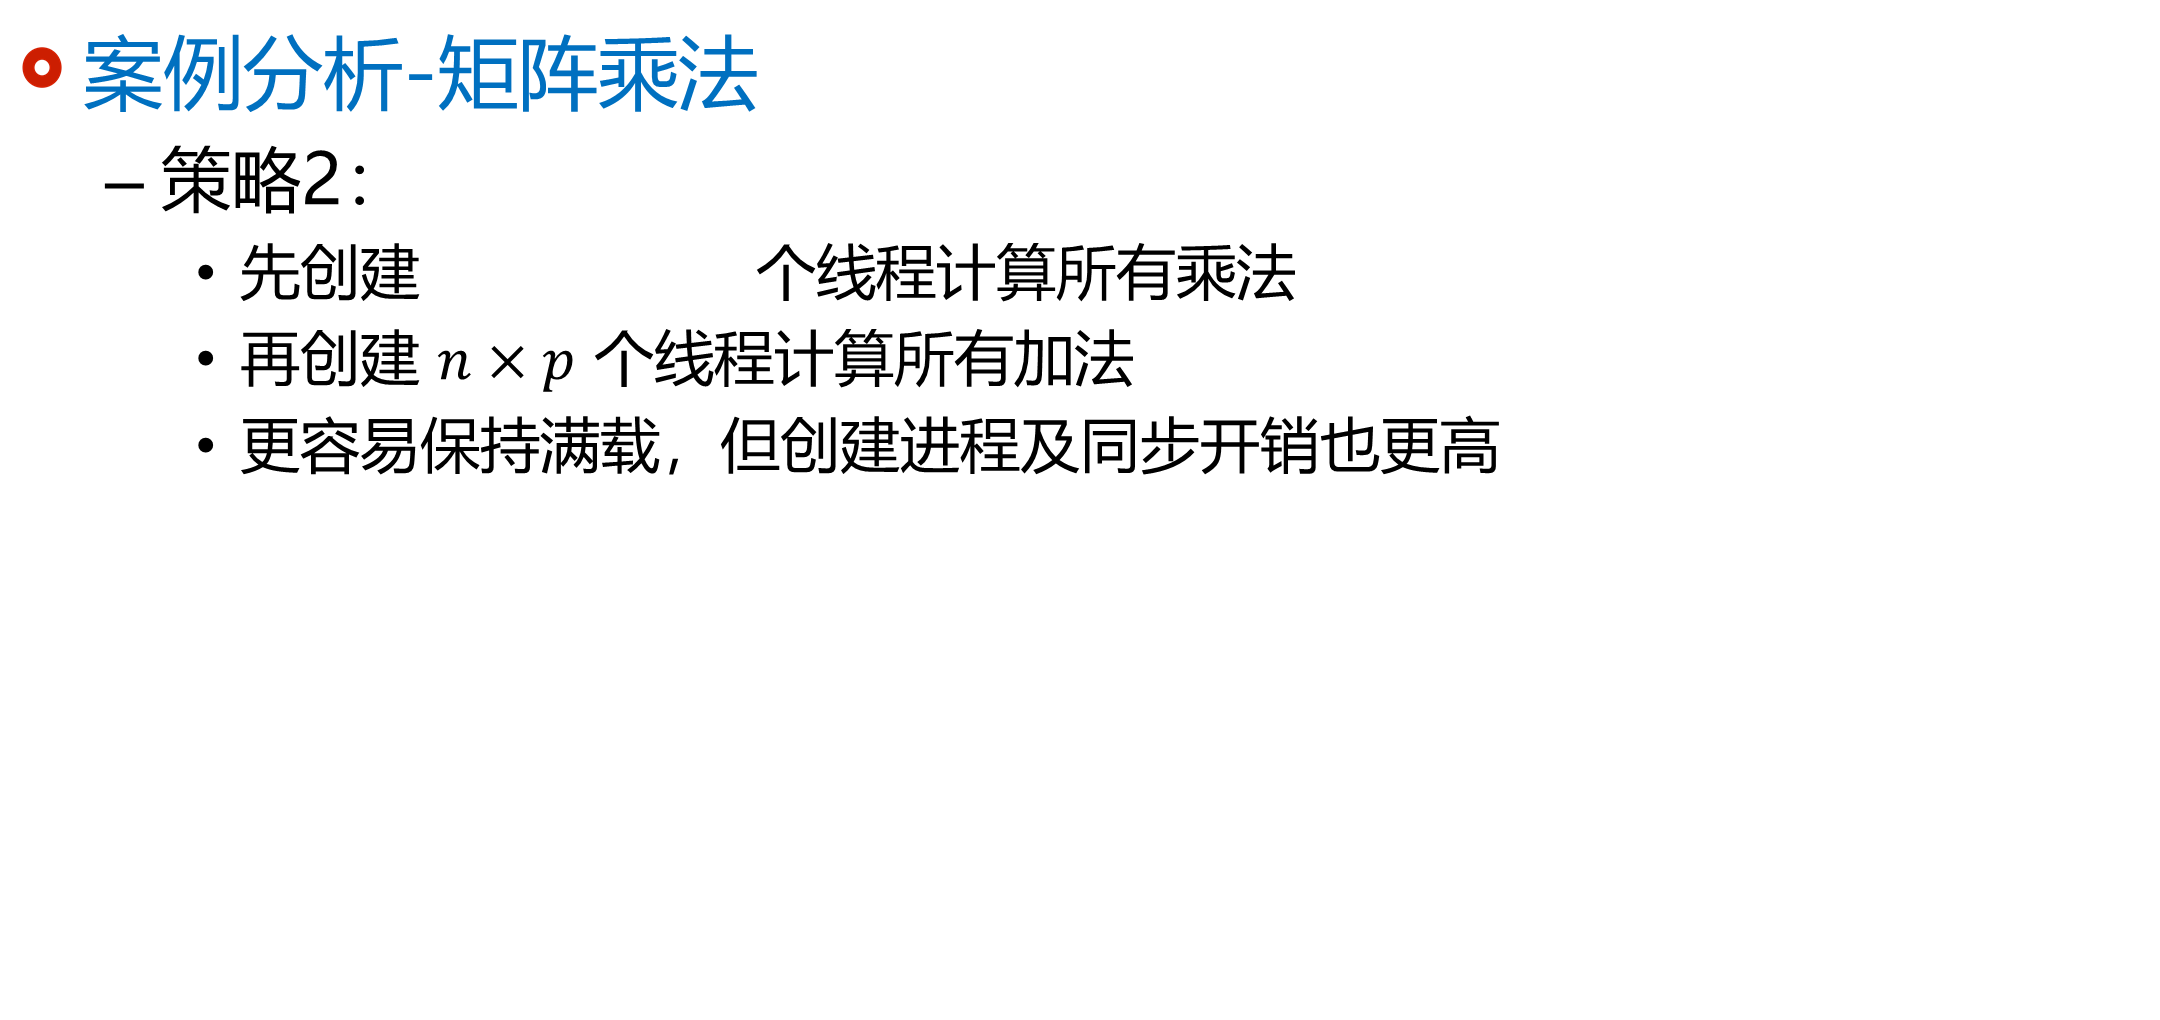 案例分析-矩阵乘法
– 策略2：
• 先创建 个线程计算所有乘法
• 再创建 n × p 个线程计算所有加法
• 更容易保持满载，但创建进程及同步开销也更高